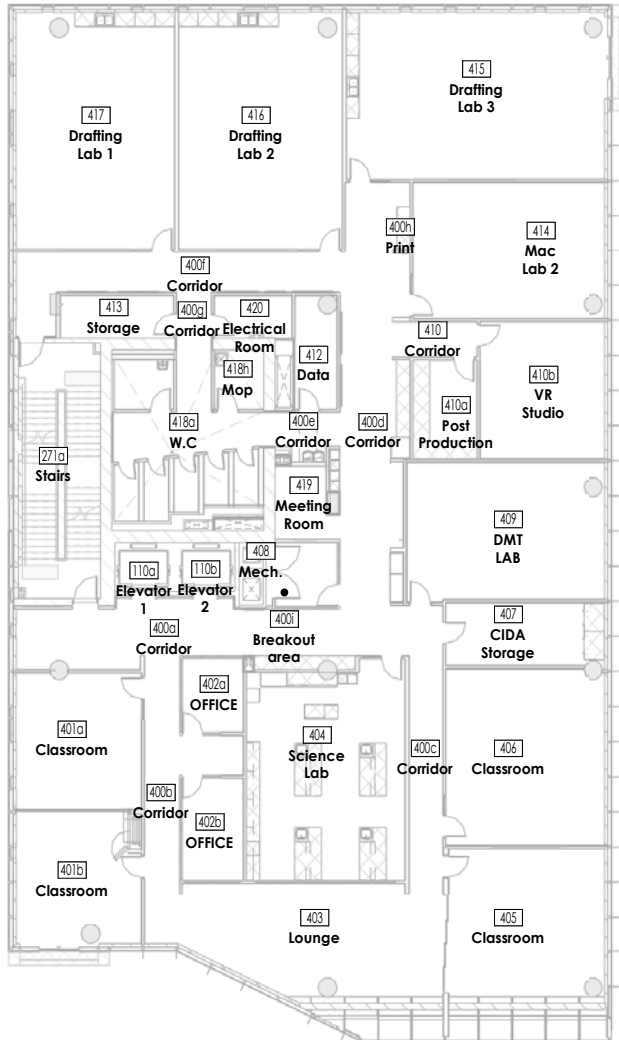 417
Drafting
Lab 1
416
Drafting
Lab 2
415
Drafting
Lab 3
400h
Print
414
Mac
Lab 2
400f
Corridor
413
Storage
400g
Corridor
420
Electrical
Room
418h
Mop
412
Data
410
Corridor
410b
VR
Studio
410a
Post
Production
418a
W.C
400e
Corridor
400d
Corridor
271a
Stairs
419
Meeting
Room
409
DMT
LAB
408
Mech.
110a
Elevator
1
110b
Elevator
2
400i
Breakout
area
407
CIDA
Storage
400a
Corridor
402a
OFFICE
401a
Classroom
404
Science
Lab
400c
Corridor
406
Classroom
400b
Corridor
402b
OFFICE
401b
Classroom
403
Lounge
405
Classroom